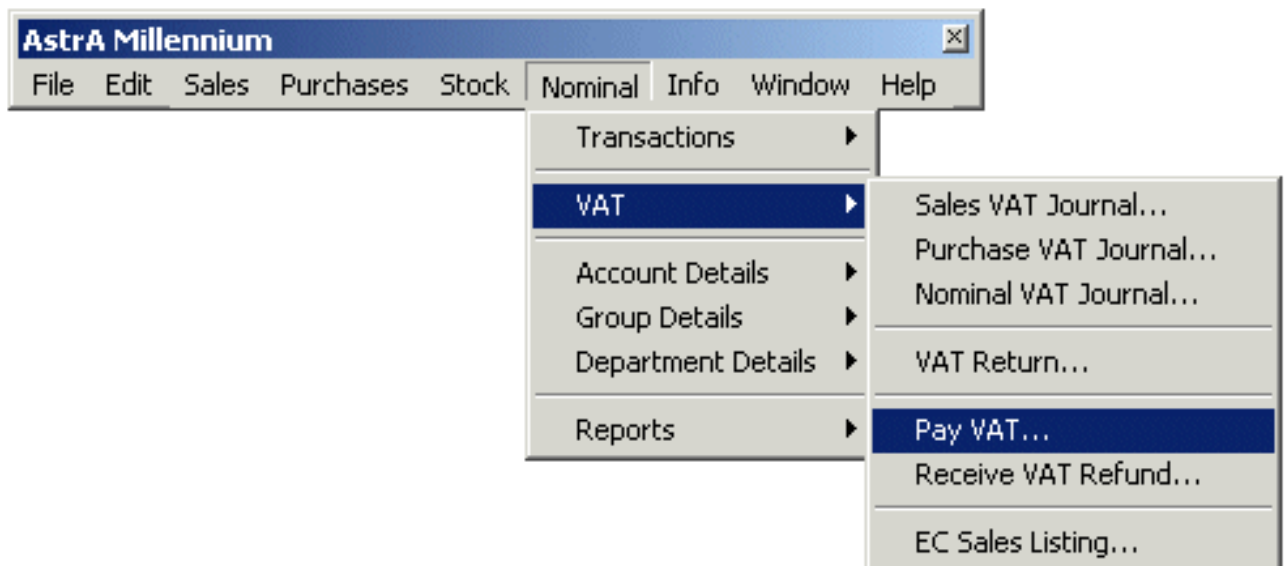 AstrA Millennium
File Edit Sales Purchases Stock Nominal Info Window Help
Transactions
VAT
Account Details
Group Details
Department Details
Reports
Sales VAT Journal...
Purchase VAT Journal...
Nominal VAT Journal...
VAT Return...
Pay VAT...
Receive VAT Refund...
EC Sales Listing...